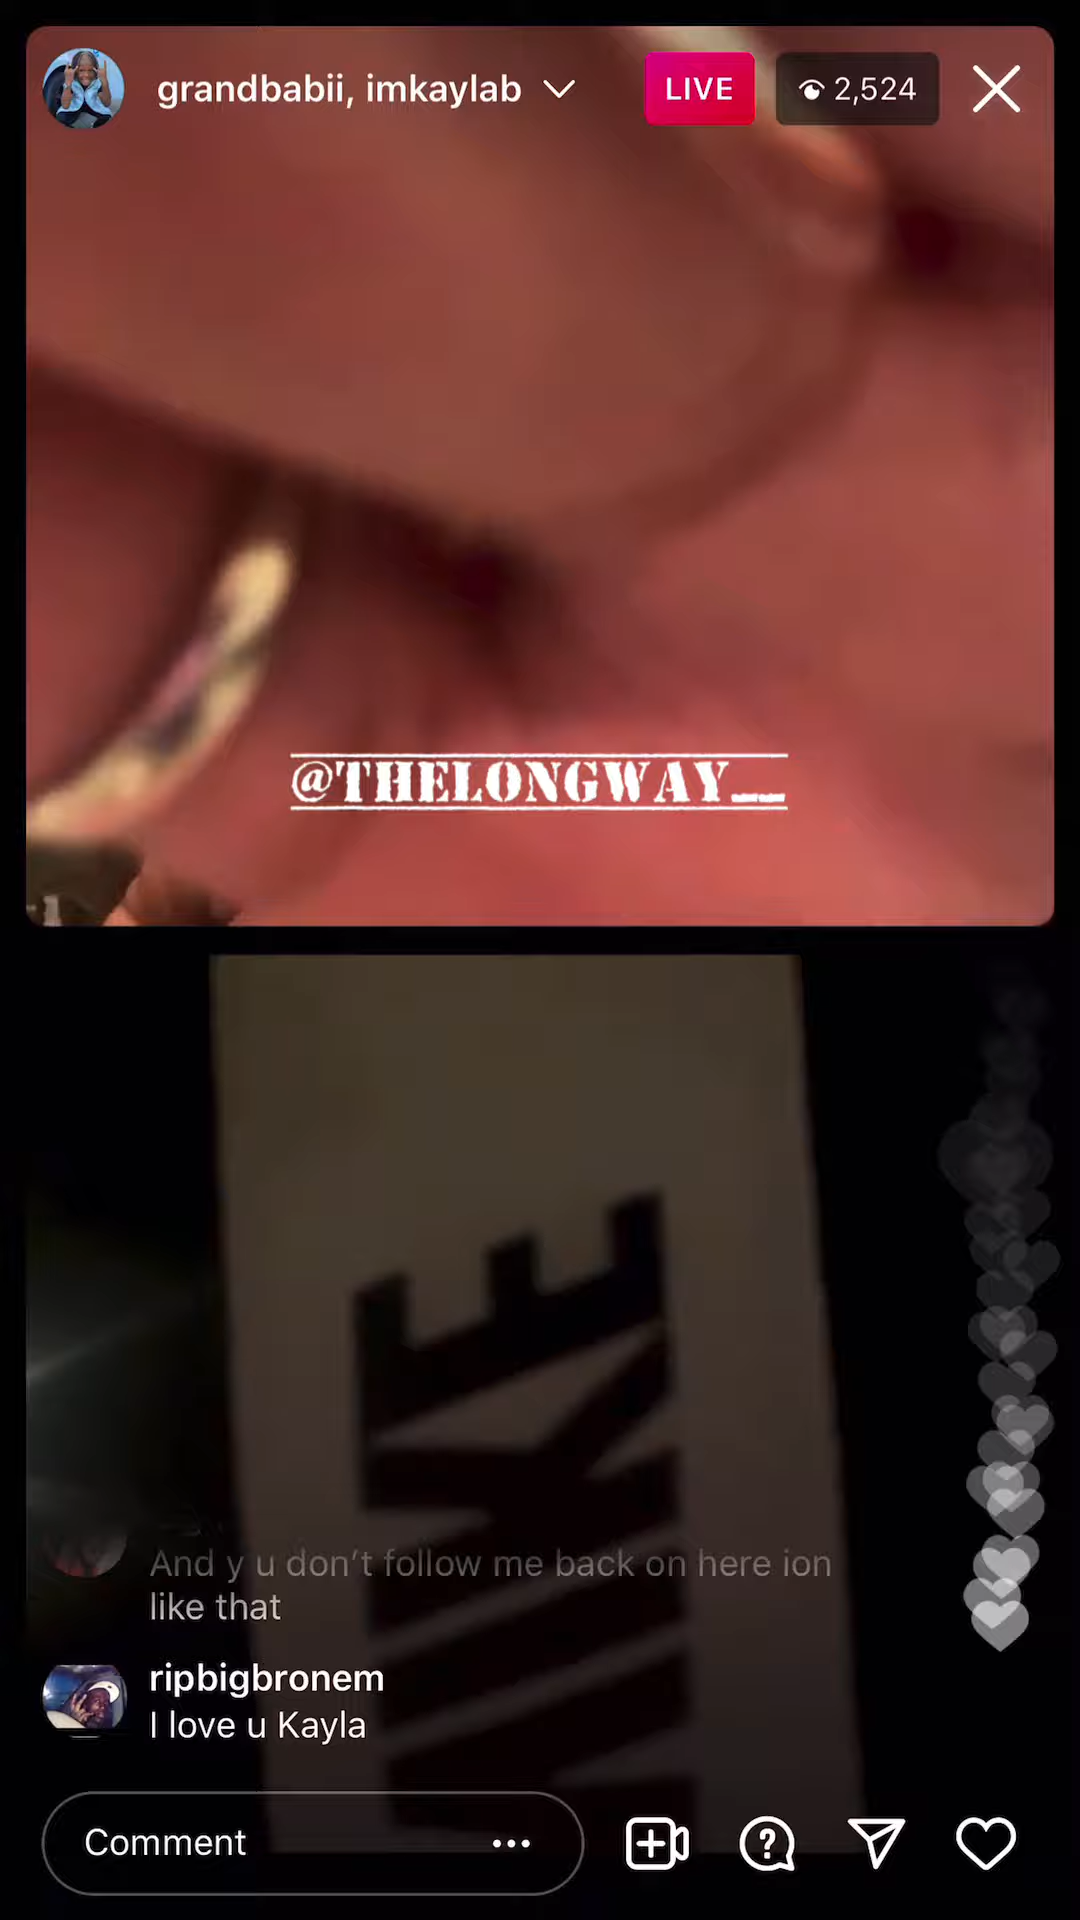 grandbabii, imkaylab
LIVE
2,524
@THELONGWAY__
And y u don’t follow me back on here ion
like that
ripbigbronem
I love u Kayla
Comment